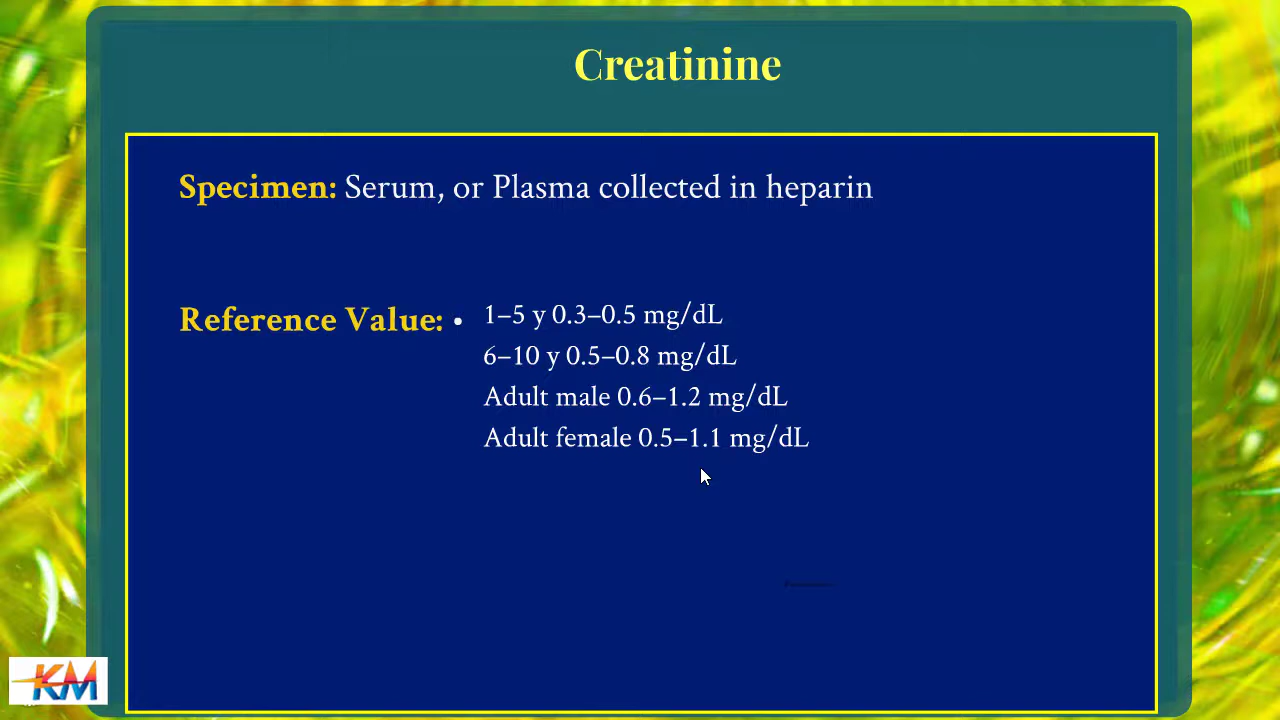 Creatinine
Specimen: Serum, or Plasma collected in heparin
Reference Value: • 1–5 y 0.3–0.5 mg/dL
6–10 y 0.5–0.8 mg/dL
Adult male 0.6–1.2 mg/dL
Adult female 0.5–1.1 mg/dL
KM